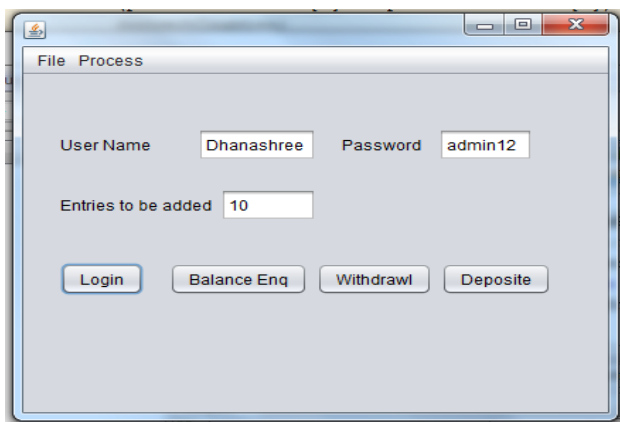 File Process
User Name Dhanashree Password admin12
Entries to be added 10
Login Balance Enq Withdrawl Deposite